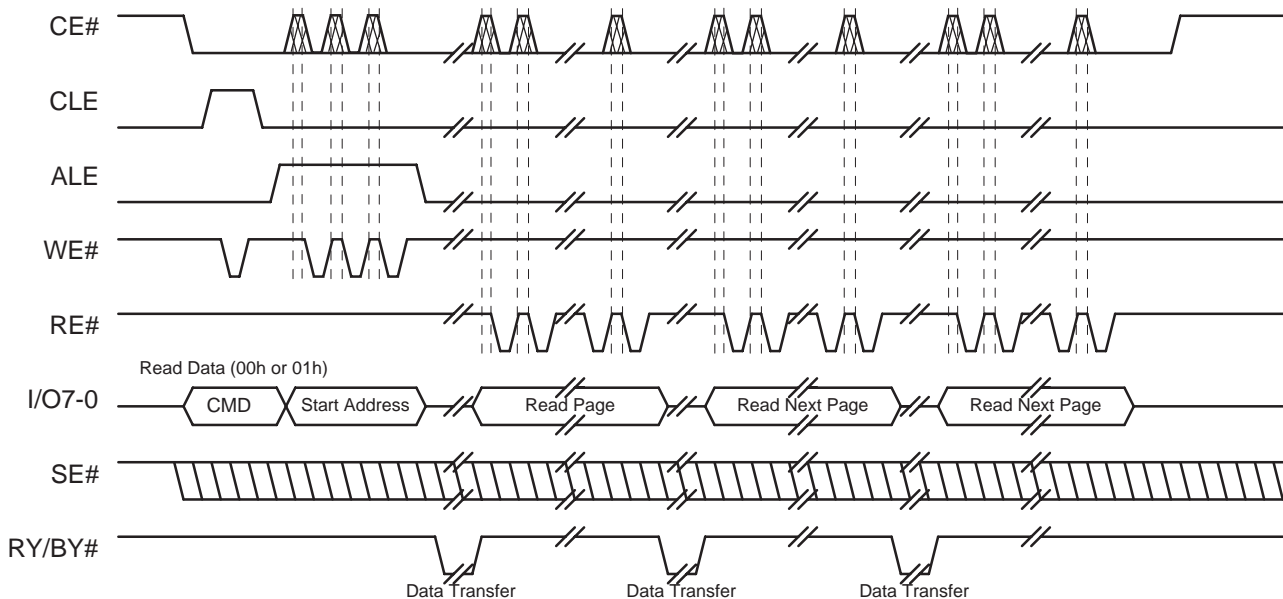 CE#
CLE
ALE
WE#
RE#
Read Data (00h or 01h)
I/O7-0
CMD
Start Address
Read Page
Read Next Page
Read Next Page
SE#
RY/BY#
Data Transfer
Data Transfer
Data Transfer